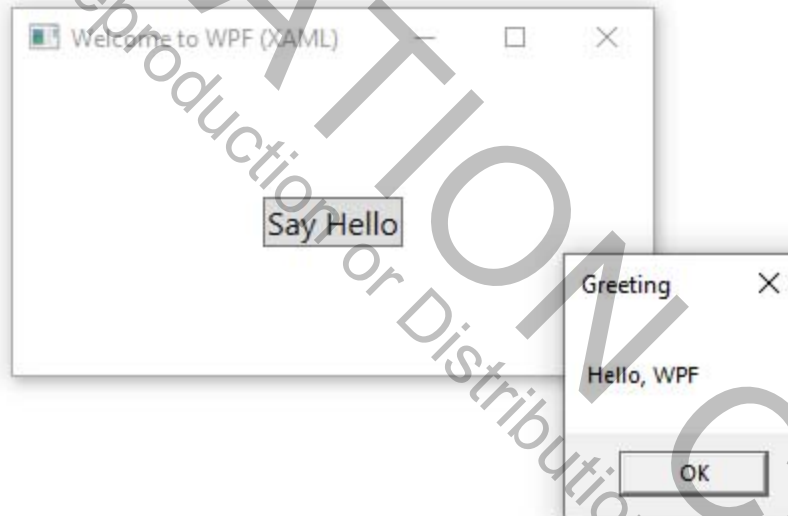 Welcome to WPF (XAML)
Say Hello
Greeting
Hello, WPF
OK